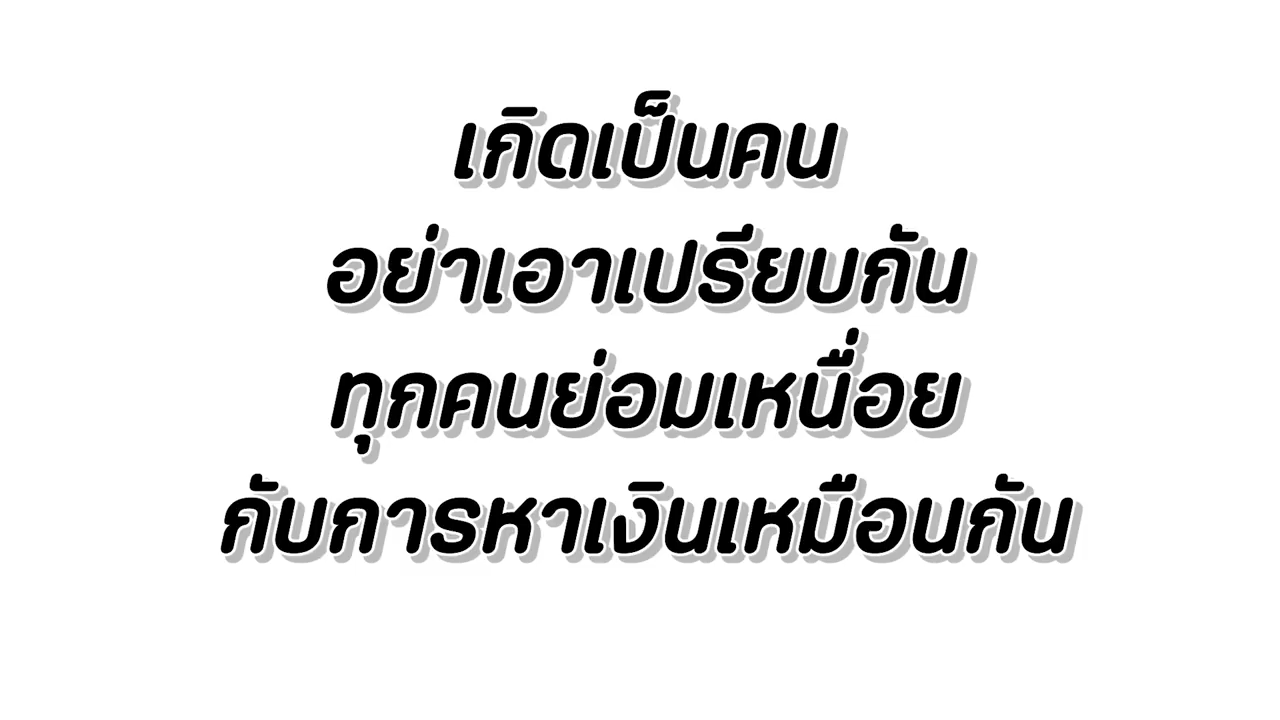 เกิดเป็นคน
อย่าเอาเปรียบกัน
ทุกคนย่อมเหนื่อย
กับการหาเงินเหมือนกัน